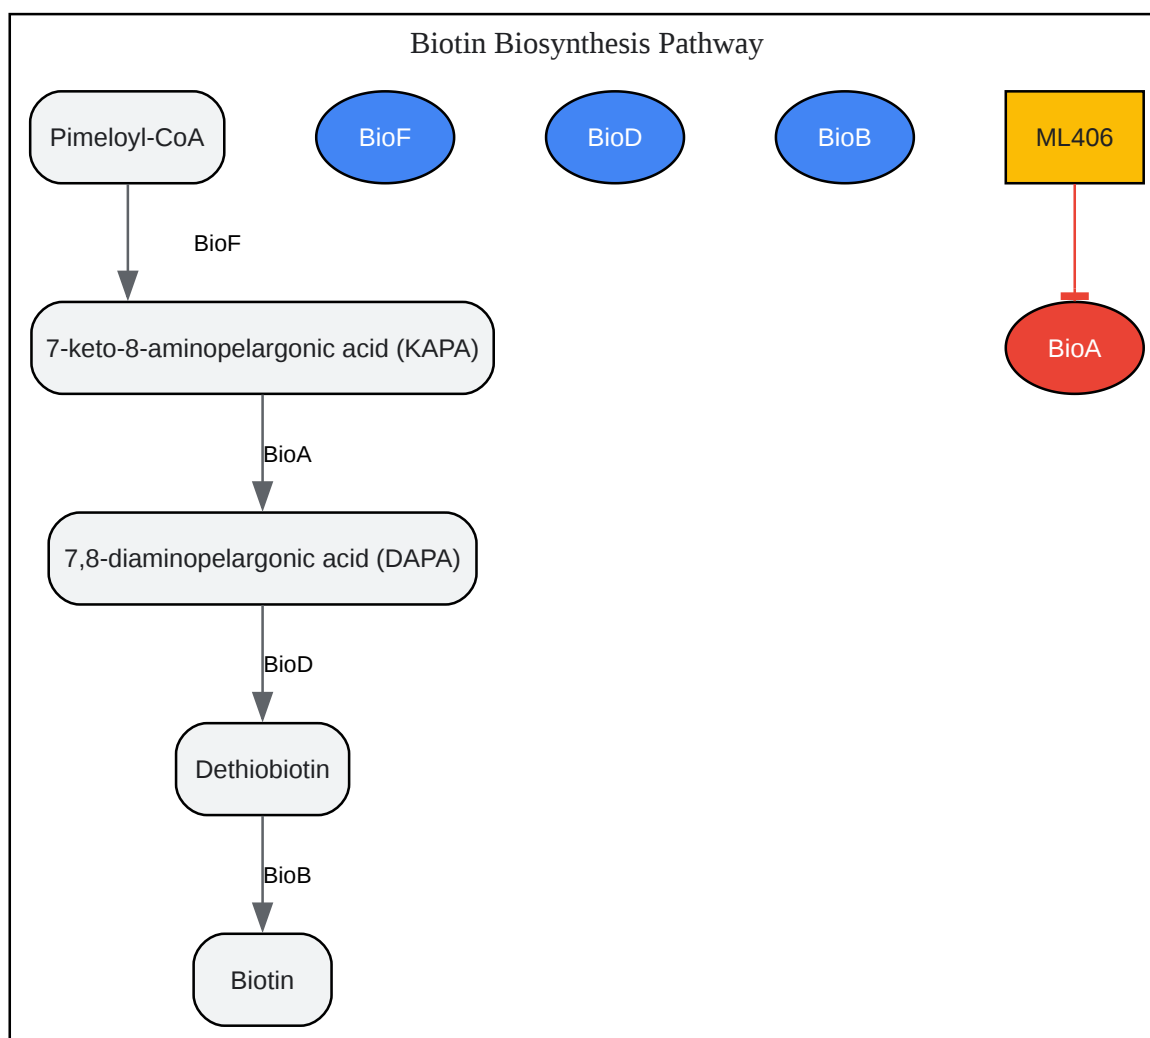 Biotin Biosynthesis Pathway
Pimeloyl-CoA
BioF
BioD
BioB
ML406
BioF
7-keto-8-aminopelargonic acid (KAPA)
BioA
BioA
7,8-diaminopelargonic acid (DAPA)
BioD
Dethiobiotin
BioB
Biotin